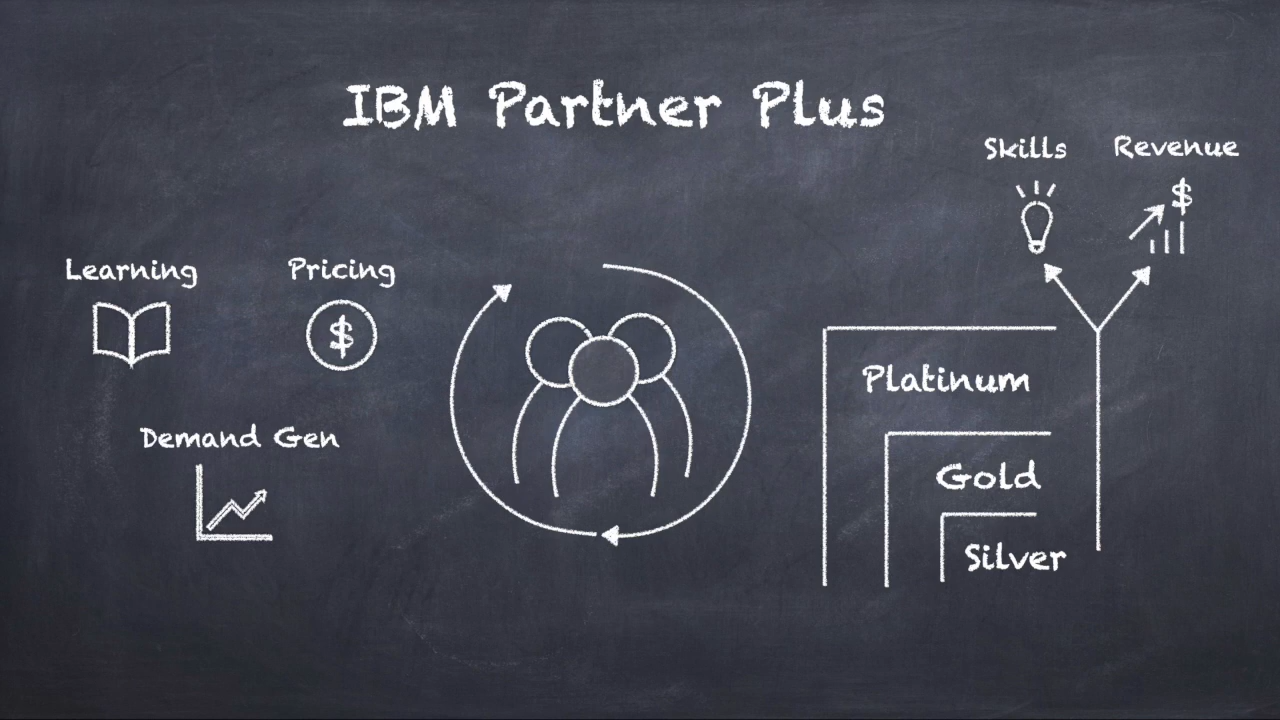 IBM Partner Plus
Skills
Revenue
$
Learning
Pricing
$
Demand Gen
Platinum
Gold
Silver